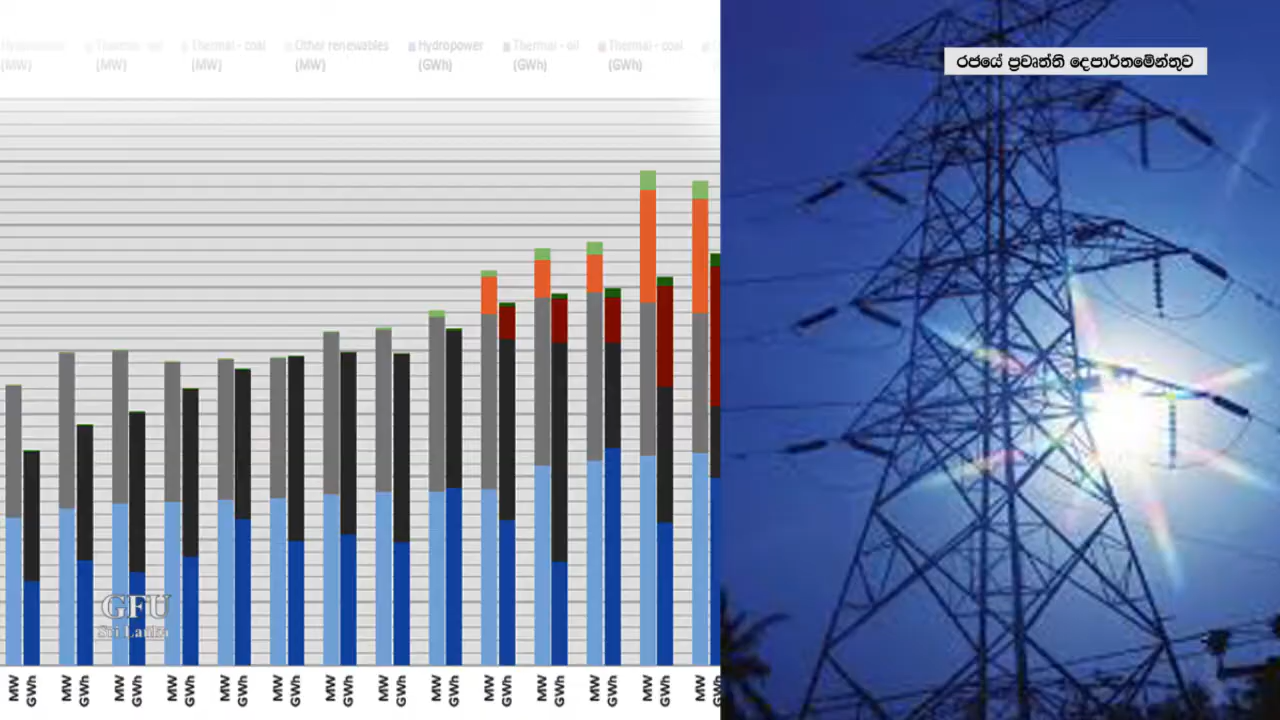 Hydropower Thermal - oil Thermal - coal Other renewables Hydropower Thermal - oil Thermal - coal
(MW) (MW) (MW) (MW) (GWh) (GWh) (GWh)
රජයේ ප්‍රවෘත්ති දෙපාර්තමේන්තුව
GFU
Sri Lanka
MW GWh MW GWh MW GWh MW GWh MW GWh MW GWh MW GWh MW GWh MW GWh MW GWh MW GWh MW GWh MW GWh MW GWh